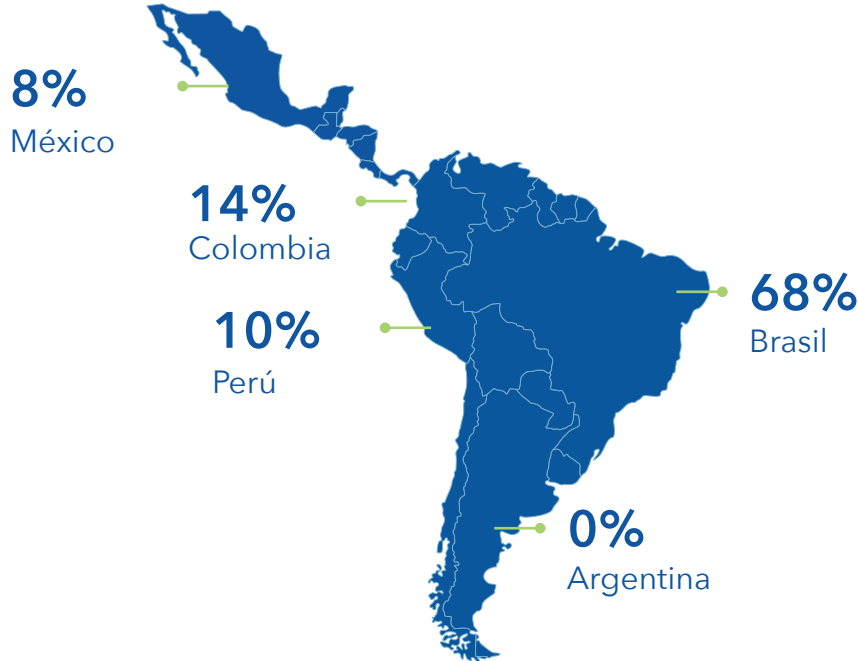 8%
México
14%
Colombia
10%
Perú
68%
Brasil
0%
Argentina